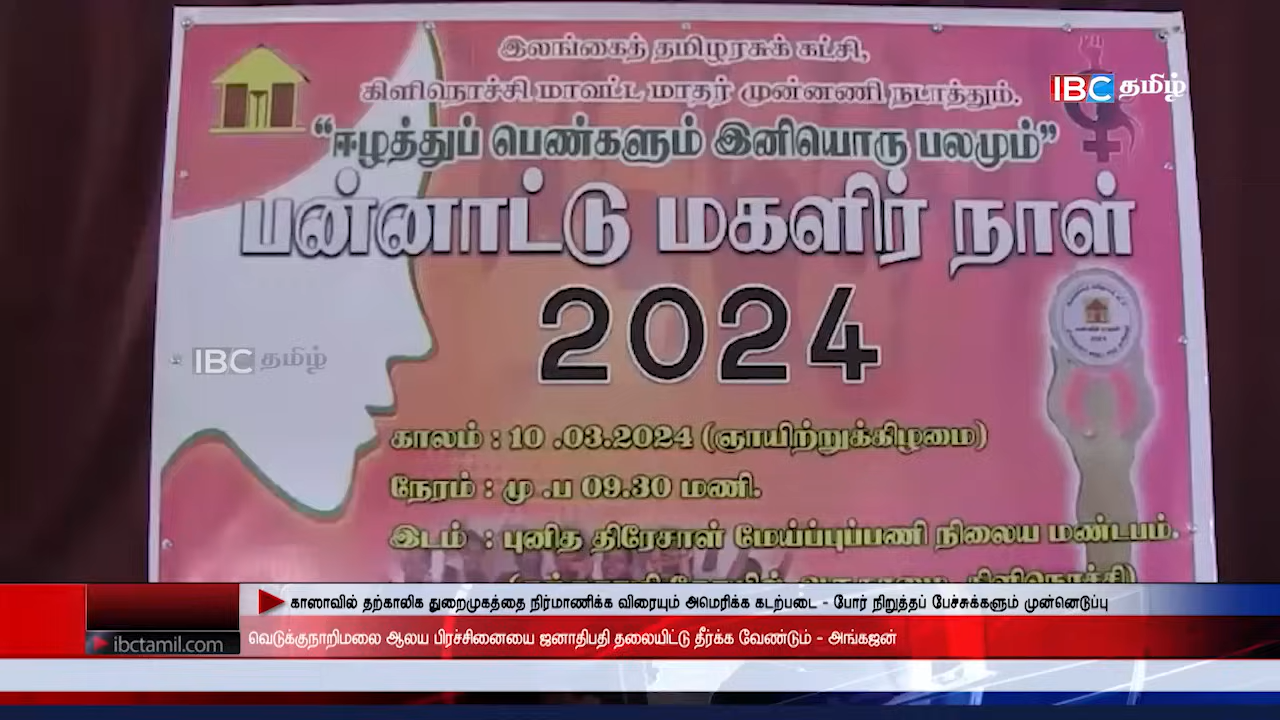 இலங்கைத் தமிழரசுக் கட்சி,
கிளிநொச்சி மாவட்ட மாதர் முன்னணி நடாத்தும்.
“ஈழத்துப் பெண்களும் இனியொரு பலமும்”
பன்னாட்டு மகளிர் நாள்
2024
காலம் : 10 .03.2024 (ஞாயிற்றுக்கிழமை)
நேரம் : மு .ப 09.30 மணி.
இடம் : புனித திரேசாள் மேய்ப்புப்பணி நிலைய மண்டபம்.
IBC தமிழ்
IBC தமிழ்
காஸாவில் தற்காலிக துறைமுகத்தை நிர்மாணிக்க விரையும் அமெரிக்க கடற்படை - போர் நிறுத்தப் பேச்சுக்களும் முன்னெடுப்பு
ibctamil.com
வெடுக்குநாறிமலை ஆலய பிரச்சினையை ஜனாதிபதி தலையிட்டு தீர்க்க வேண்டும் - அங்கஜன்